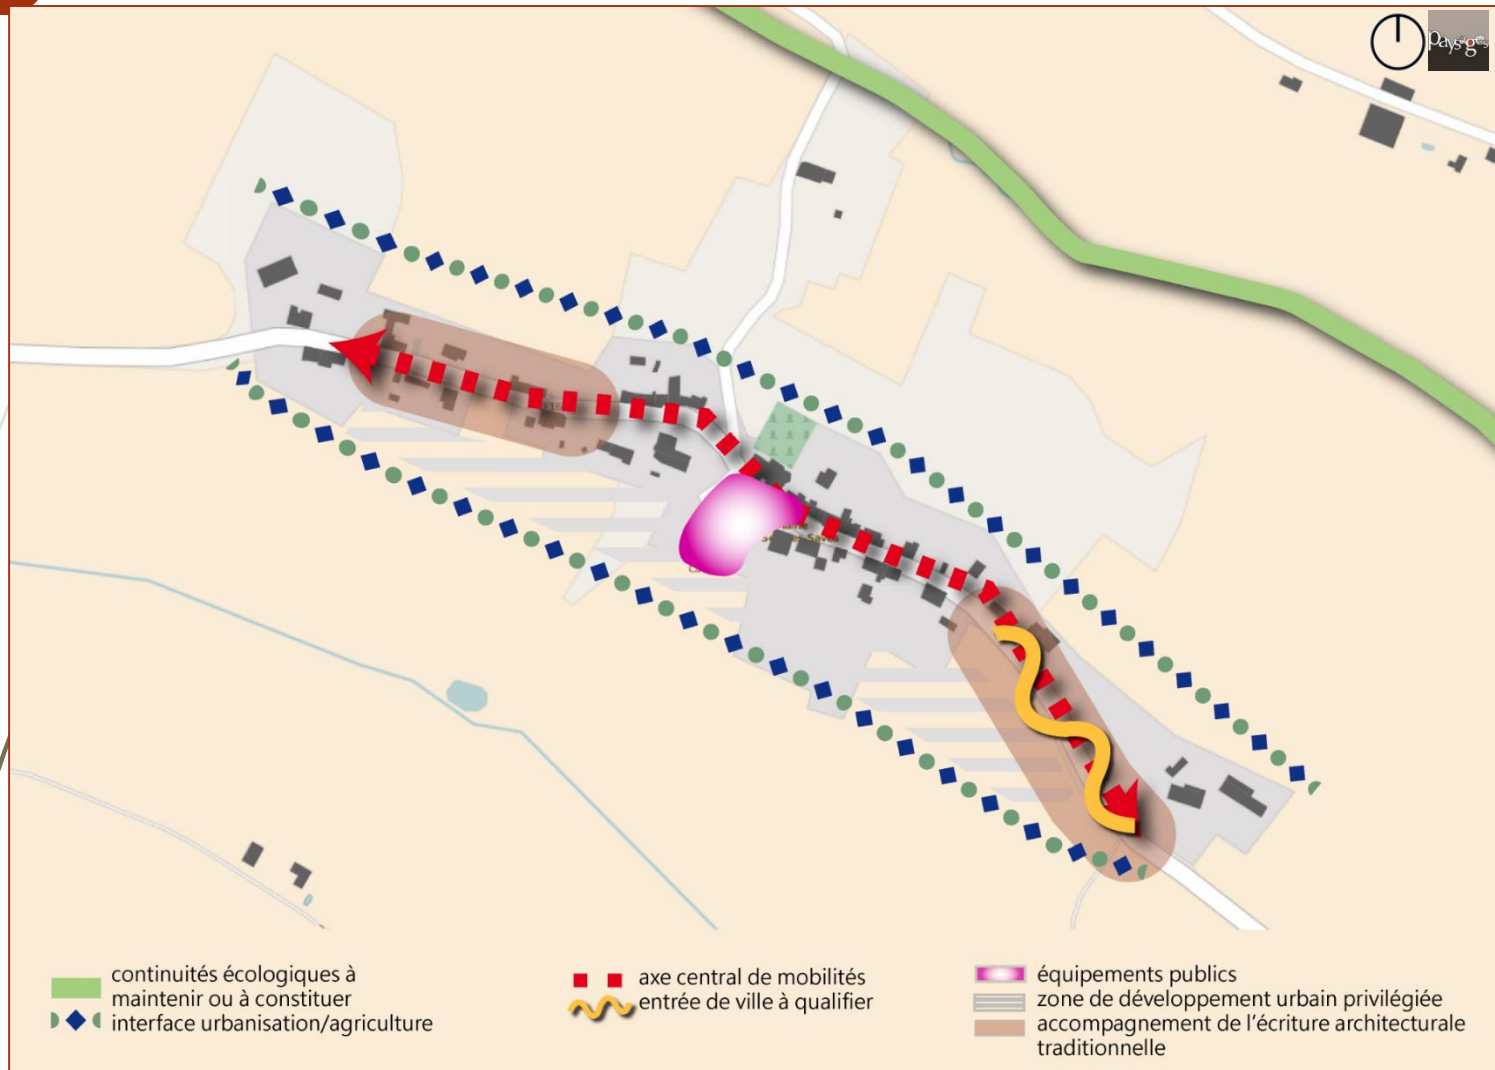 paysages
continuités écologiques à
maintenir ou à constituer
interface urbanisation/agriculture
axe central de mobilités
entrée de ville à qualifier
équipements publics
zone de développement urbain privilégiée
accompagnement de l'écriture architecturale
traditionnelle